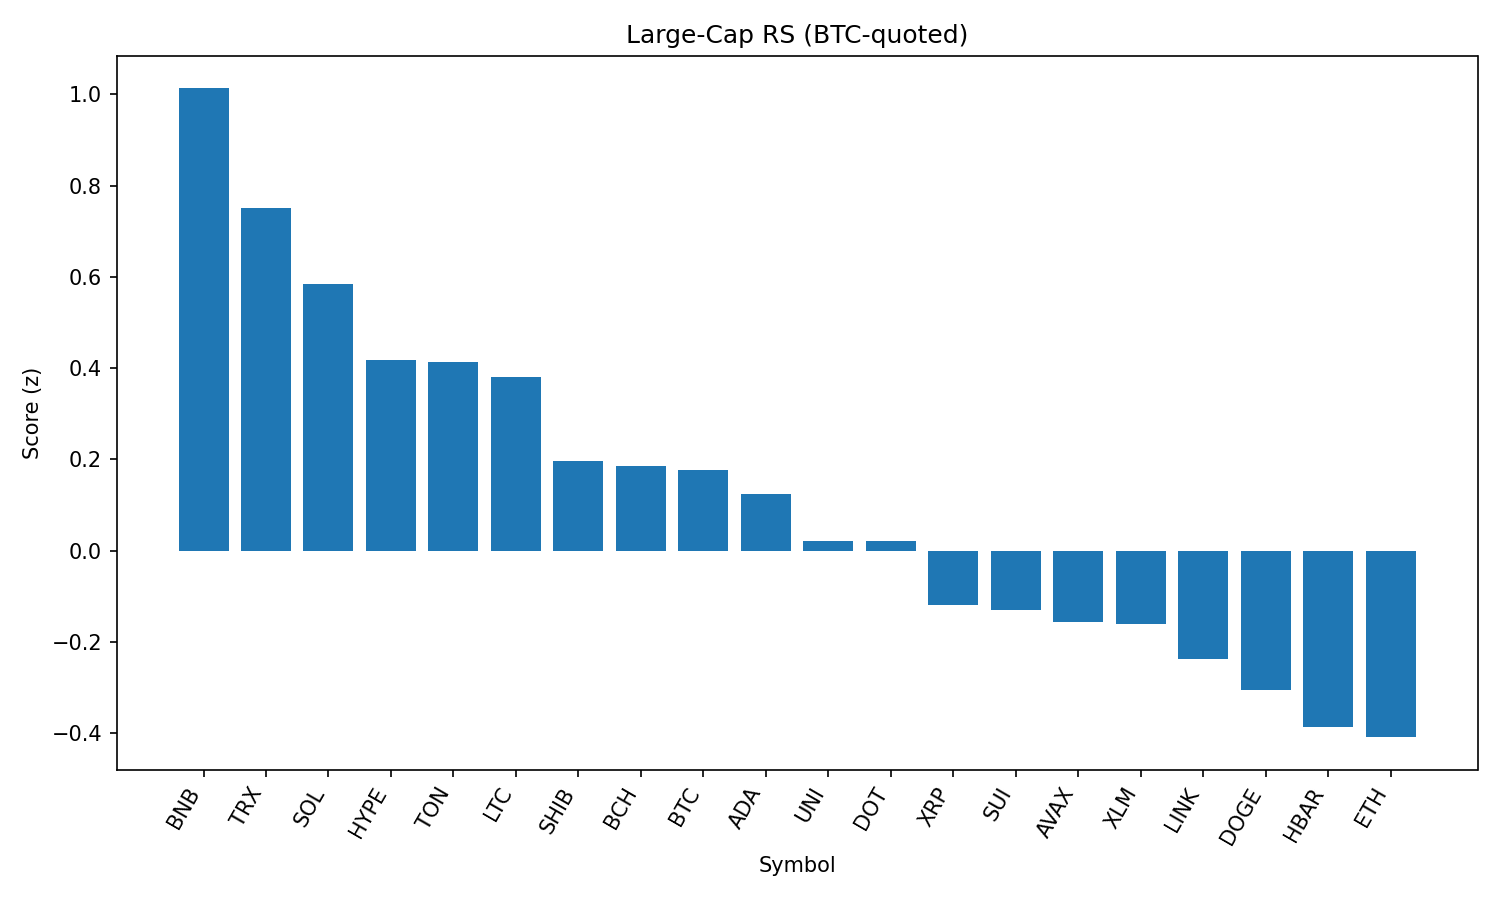 Large-Cap RS (BTC-quoted)
Score (z)
1.0
0.8
0.6
0.4
0.2
0.0
−0.2
−0.4
BNB
TRX
SOL
HYPE
TON
LTC
SHIB
BCH
BTC
ADA
UNI
DOT
XRP
SUI
AVAX
XLM
LINK
DOGE
HBAR
ETH
Symbol